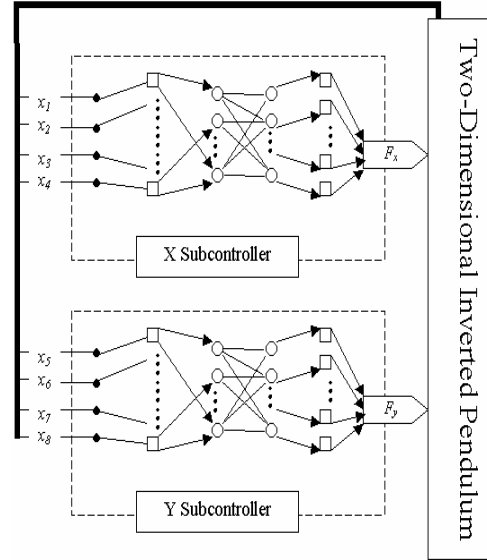 x1
x2
x3
x4
Fx
X Subcontroller
x5
x6
x7
x8
Fy
Y Subcontroller
Two-Dimensional Inverted Pendulum